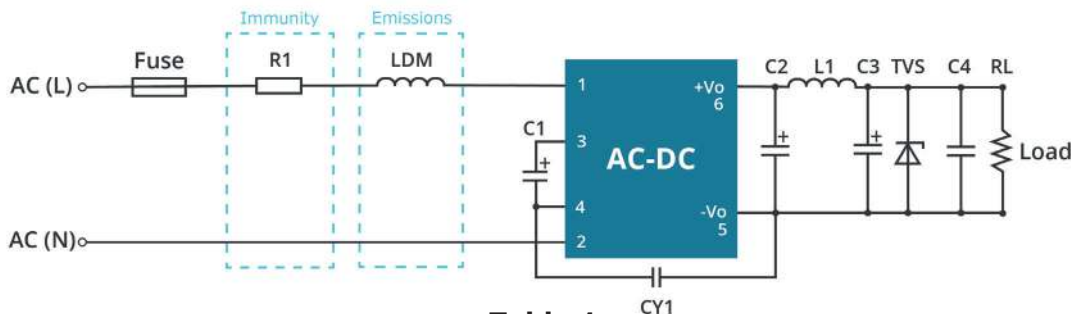 Immunity
Emissions
Fuse
R1
LDM
AC (L)
1
+Vo
6
C2
L1
C3
TVS
C4
RL
C1
3
+
AC-DC
+
+
Load
4
-Vo
5
AC (N)
2
CY1